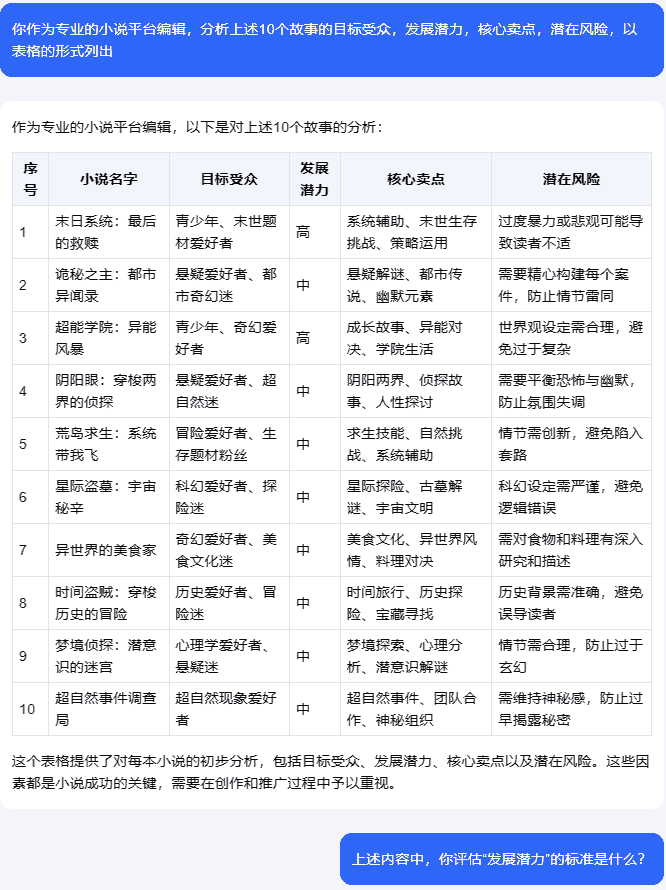 你作为专业的小说平台编辑，分析上述10个故事的目标受众，发展潜力，核心卖点，潜在风险，以
表格的形式列出
作为专业的小说平台编辑，以下是对上述10个故事的分析：
序号 小说名字 目标受众 发展潜力 核心卖点 潜在风险
1 末日系统：最后的救赎 青少年、末世题材爱好者 高 系统辅助、末世生存挑战、策略运用 过度暴力或悲观可能导致读者不适
2 诡秘之主：都市异闻录 悬疑爱好者、都市奇幻迷 中 悬疑解谜、都市传说、幽默元素 需要精心构建每个案件，防止情节雷同
3 超能学院：异能风暴 青少年、奇幻爱好者 高 成长故事、异能对决、学院生活 世界观设定需合理，避免过于复杂
4 阴阳眼：穿梭两界的侦探 悬疑爱好者、超自然迷 中 阴阳两界、侦探故事、人性探讨 需要平衡恐怖与幽默，防止氛围失调
5 荒岛求生：系统带我飞 冒险爱好者、生存题材粉丝 中 求生技能、自然挑战、系统辅助 情节需创新，避免陷入套路
6 星际盗墓：宇宙秘辛 科幻爱好者、探险迷 中 星际探险、古墓解谜、宇宙文明 科幻设定需严谨，避免逻辑错误
7 异世界的美食家 奇幻爱好者、美食文化迷 中 美食文化、异世界风情、料理对决 需对食物和料理有深入研究和描述
8 时间盗贼：穿梭历史的冒险 历史爱好者、冒险迷 中 时间旅行、历史探险、宝藏寻找 历史背景需准确，避免误导读者
9 梦境侦探：潜意识的迷宫 心理学爱好者、悬疑迷 中 梦境探索、心理分析、潜意识解谜 情节需合理，防止过于玄幻
10 超自然事件调查局 超自然现象爱好者 中 超自然事件、团队合作、神秘组织 需维持神秘感，防止过早揭露秘密
这个表格提供了对每本小说的初步分析，包括目标受众、发展潜力、核心卖点以及潜在风险。这些因
素都是小说成功的关键，需要在创作和推广过程中予以重视。
上述内容中，你评估“发展潜力”的标准是什么？